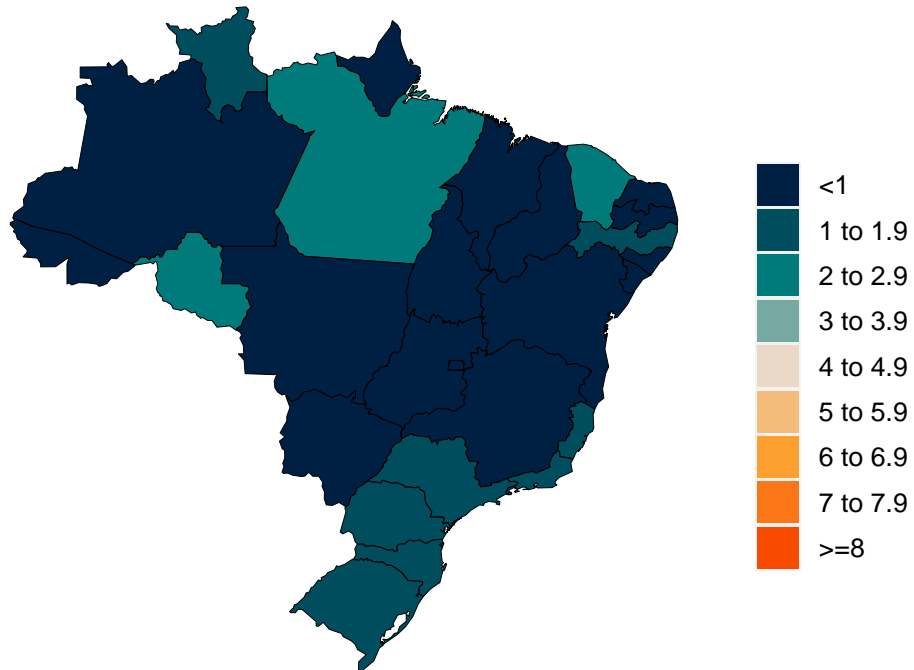 <1
1 to 1.9
2 to 2.9
3 to 3.9
4 to 4.9
5 to 5.9
6 to 6.9
7 to 7.9
>=8